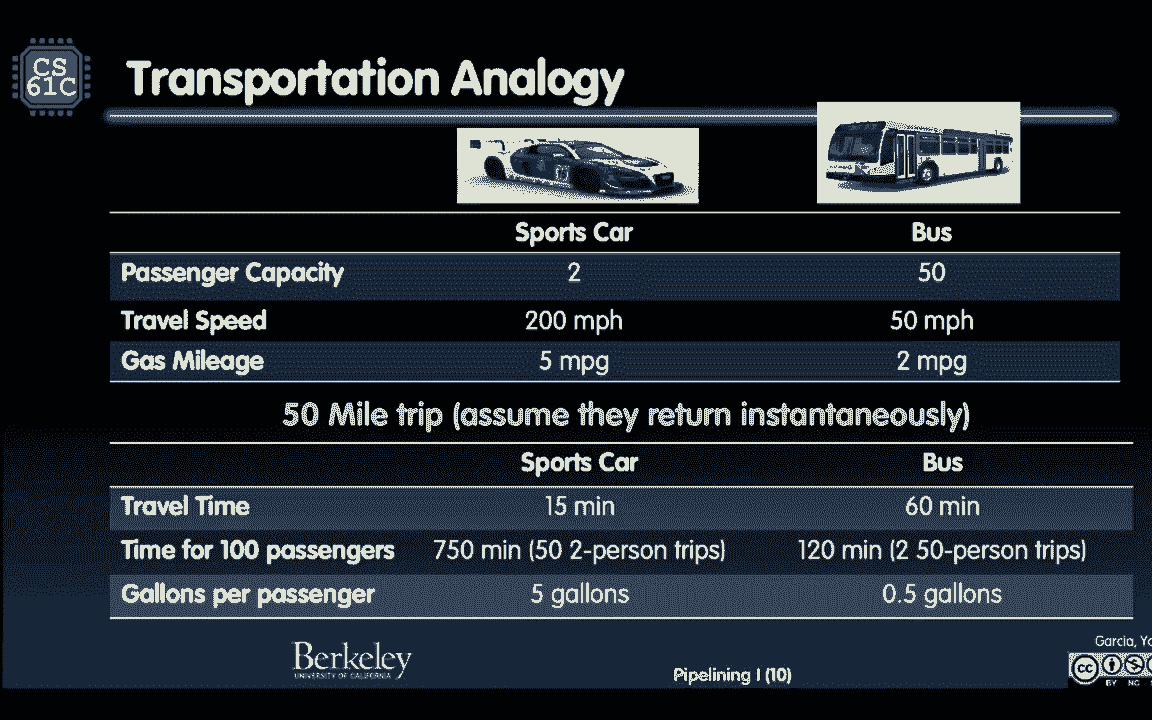 CS
61C
Transportation Analogy
Sports Car Bus
Passenger Capacity 2 50
Travel Speed 200 mph 50 mph
Gas Mileage 5 mpg 2 mpg
50 Mile trip (assume they return instantaneously)
Sports Car Bus
Travel Time 15 min 60 min
Time for 100 passengers 750 min (50 2-person trips) 120 min (2 50-person trips)
Gallons per passenger 5 gallons 0.5 gallons
Berkeley
UNIVERSITY OF CALIFORNIA
Pipelining I (10)
Garcia,
cc
BY NC